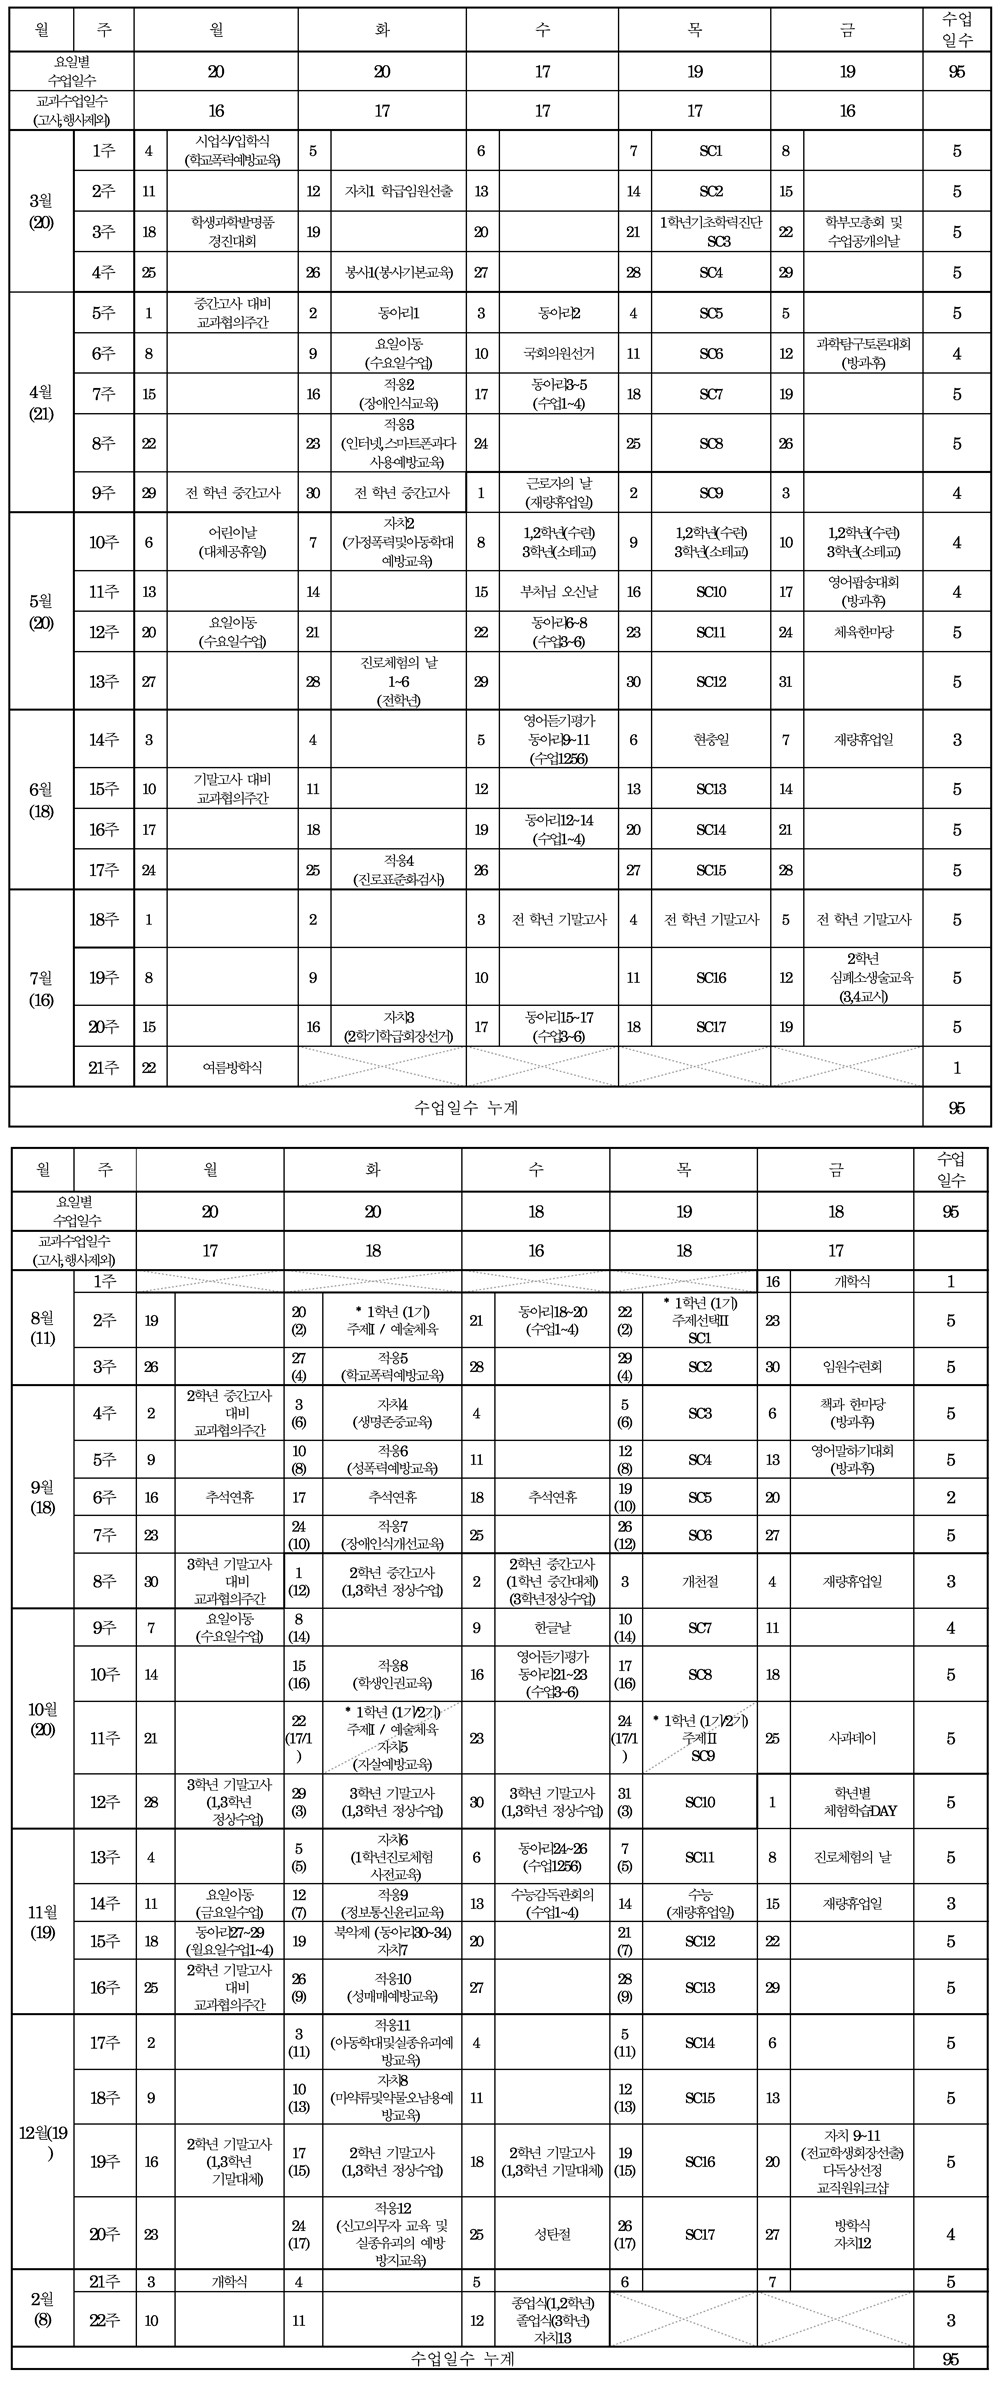 월 주 월 화 수 목 금 수업
일수
요일별
수업일수 20 20 17 19 19 95
교과수업일수
(고사,행사제외) 16 17 17 17 16
3월
(20)
1주 4 시업식/입학식
(학교폭력예방교육) 5 6 7 SC1 8 5
2주 11 12 자치1 학급임원선출 13 14 SC2 15 5
3주 18 학생과학발명품
경진대회 19 20 21 1학년기초학력진단
SC3 22 학부모총회 및
수업공개의날 5
4주 25 26 봉사1(봉사기본교육) 27 28 SC4 29 5
4월
(21)
5주 1 중간고사 대비
교과협의주간 2 동아리1 3 동아리2 4 SC5 5 5
6주 8 9 요일이동
(수요일수업) 10 국회의원선거 11 SC6 12 과학탐구토론대회
(방과후) 4
7주 15 16 적응2
(장애인식교육) 17 동아리3~5
(수업1~4) 18 SC7 19 5
8주 22 23 적응3
(인터넷,스마트폰과다
사용예방교육) 24 25 SC8 26 5
9주 29 전 학년 중간고사 30 전 학년 중간고사 1 근로자의 날
(재량휴업일) 2 SC9 3 4
5월
(20)
10주 6 어린이날
(대체공휴일) 7 자치2
(가정폭력및아동학대
예방교육) 8 1,2학년(수련)
3학년(소테교) 9 1,2학년(수련)
3학년(소테교) 10 1,2학년(수련)
3학년(소테교) 4
11주 13 14 15 부처님 오신날 16 SC10 17 영어팝송대회
(방과후) 4
12주 20 요일이동
(수요일수업) 21 22 동아리6~8
(수업3~6) 23 SC11 24 체육한마당 5
13주 27 28 진로체험의 날
1~6
(전학년) 29 30 SC12 31 5
6월
(18)
14주 3 4 5 영어듣기평가
동아리9~11
(수업1256) 6 현충일 7 재량휴업일 3
15주 10 기말고사 대비
교과협의주간 11 12 13 SC13 14 5
16주 17 18 19 동아리12~14
(수업1~4) 20 SC14 21 5
17주 24 25 적응4
(진로표준화검사) 26 27 SC15 28 5
7월
(16)
18주 1 2 3 전 학년 기말고사 4 전 학년 기말고사 5 전 학년 기말고사 5
19주 8 9 10 11 SC16 12 2학년
심폐소생술교육
(3,4교시) 5
20주 15 16 자치3
(2학기학급회장선거) 17 동아리15~17
(수업3~6) 18 SC17 19 5
21주 22 여름방학식 1
수업일수 누계 95
월 주 월 화 수 목 금 수업
일수
요일별
수업일수 20 20 18 19 18 95
교과수업일수
(고사,행사제외) 17 18 16 18 17
8월
(11)
1주 16 개학식 1
2주 19 20
(2) * 1학년 (1기)
주제I / 예술체육 21 동아리18~20
(수업1~4) 22
(2) * 1학년 (1기)
주제선택II
SC1 23 5
3주 26 27
(4) 적응5
(학교폭력예방교육) 28 29
(4) SC2 30 임원수련회 5
9월
(18)
4주 2 2학년 중간고사
대비
교과협의주간 3
(6) 자치4
(생명존중교육) 4 5
(6) SC3 6 책과 한마당
(방과후) 5
5주 9 10
(8) 적응6
(성폭력예방교육) 11 12
(8) SC4 13 영어말하기대회
(방과후) 5
6주 16 추석연휴 17 추석연휴 18 추석연휴 19
(10) SC5 20 2
7주 23 24
(10) 적응7
(장애인식개선교육) 25 26
(12) SC6 27 5
8주 30 3학년 기말고사
대비
교과협의주간 1
(12) 2학년 중간고사
(1,3학년 정상수업) 2 2학년 중간고사
(1학년 중간대체)
(3학년정상수업) 3 개천절 4 재량휴업일 3
10월
(20)
9주 7 요일이동
(수요일수업) 8
(14) 9 한글날 10
(14) SC7 11 4
10주 14 15
(16) 적응8
(학생인권교육) 16 영어듣기평가
동아리21~23
(수업3~6) 17
(16) SC8 18 5
11주 21 22
(17/1
) * 1학년 (1기/2기)
주제I / 예술체육
자치5
(자살예방교육) 23 24
(17/1
) * 1학년 (1기/2기)
주제II
SC9 25 사과데이 5
12주 28 3학년 기말고사
(1,3학년
정상수업) 29
(3) 3학년 기말고사
(1,3학년 정상수업) 30 3학년 기말고사
(1,3학년 정상수업) 31
(3) SC10 1 학년별
체험학습DAY 5
11월
(19)
13주 4 5
(5) 자치6
(1학년진로체험
사전교육) 6 동아리24~26
(수업1256) 7
(5) SC11 8 진로체험의 날 5
14주 11 요일이동
(금요일수업) 12
(7) 적응9
(정보통신윤리교육) 13 수능감독관회의
(수업1~4) 14 수능
(재량휴업일) 15 재량휴업일 3
15주 18 동아리27~29
(월요일수업1~4) 19 북악제 (동아리30~34)
자치7 20 21
(7) SC12 22 5
16주 25 2학년 기말고사
대비
교과협의주간 26
(9) 적응10
(성매매예방교육) 27 28
(9) SC13 29 5
12월(19
)
17주 2 3
(11) 적응11
(아동학대및실종유괴예
방교육) 4 5
(11) SC14 6 5
18주 9 10
(13) 자치8
(마약류및약물오남용예
방교육) 11 12
(13) SC15 13 5
19주 16 2학년 기말고사
(1,3학년
기말대체) 17
(15) 2학년 기말고사
(1,3학년 정상수업) 18 2학년 기말고사
(1,3학년 기말대체) 19
(15) SC16 20 자치 9~11
(전교학생회장선출)
다독상선정
교직원워크샵 5
20주 23 24
(17) 적응12
(신고의무자 교육 및
실종유괴의 예방
방지교육) 25 성탄절 26
(17) SC17 27 방학식
자치12 4
2월
(8)
21주 3 개학식 4 5 6 7 5
22주 10 11 12 종업식(1,2학년)
졸업식(3학년)
자치13 3
수업일수 누계 95